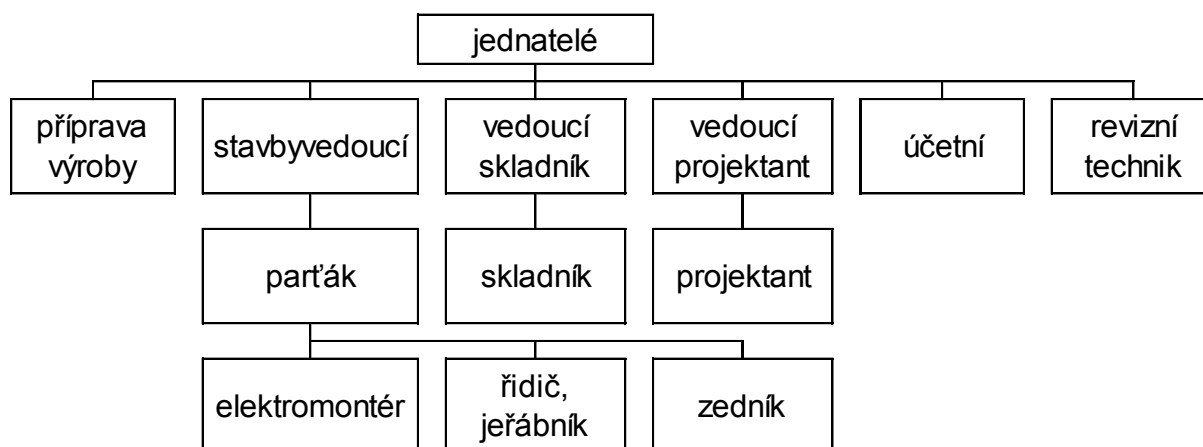 jednatelé
příprava
výroby
stavbyvedoucí
vedoucí
skladník
vedoucí
projektant
účetní
revizní
technik
parťák
skladník
projektant
elektromontér
řidič,
jeřábník
zedník